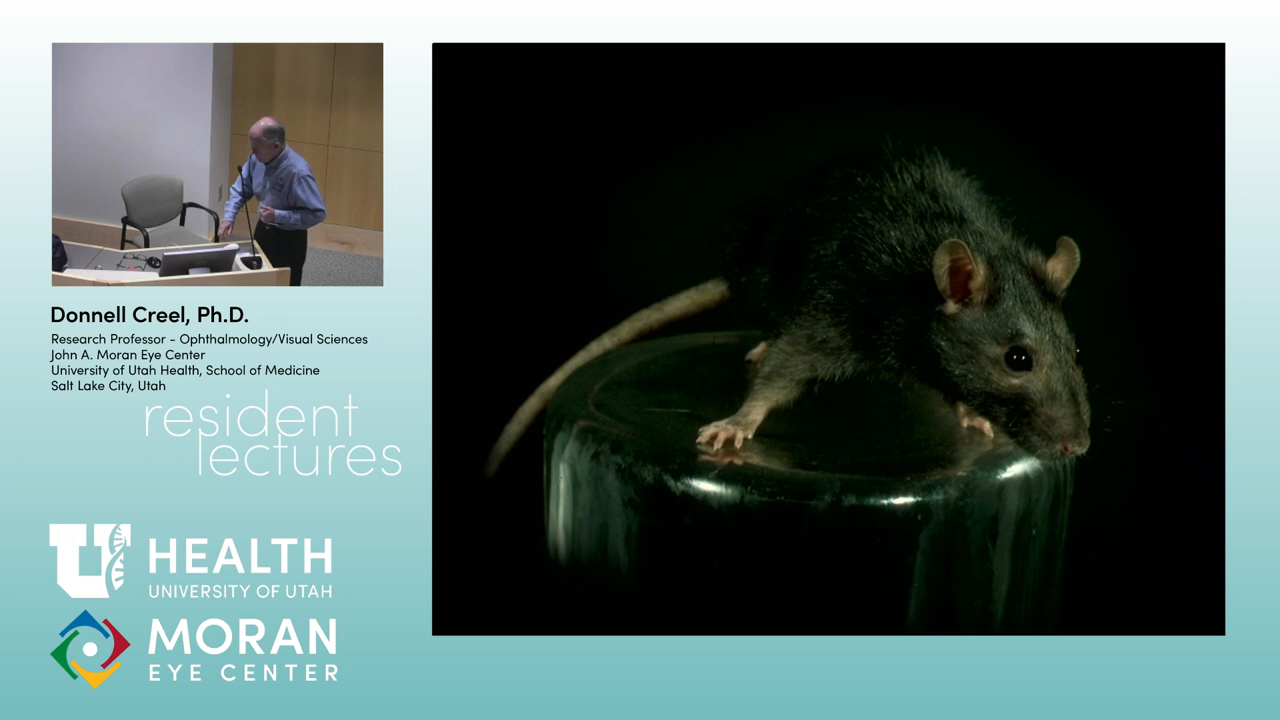 Donnell Creel, Ph.D.
Research Professor - Ophthalmology/Visual Sciences
John A. Moran Eye Center
University of Utah Health, School of Medicine
Salt Lake City, Utah
resident
lectures
U HEALTH
UNIVERSITY OF UTAH
MORAN
EYE CENTER